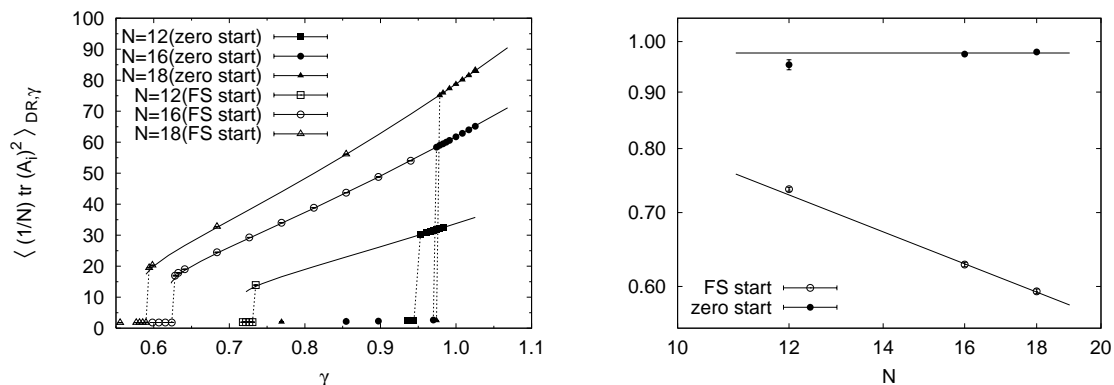 100
90
80
70
60
50
40
30
20
10
0
⟨ (1/N) tr (A_i)^2 ⟩_{DR,γ}
N=12(zero start)
N=16(zero start)
N=18(zero start)
N=12(FS start)
N=16(FS start)
N=18(FS start)
0.6 0.7 0.8 0.9 1.0 1.1
γ
1.00
0.90
0.80
0.70
0.60
FS start
zero start
10 12 14 16 18 20
N